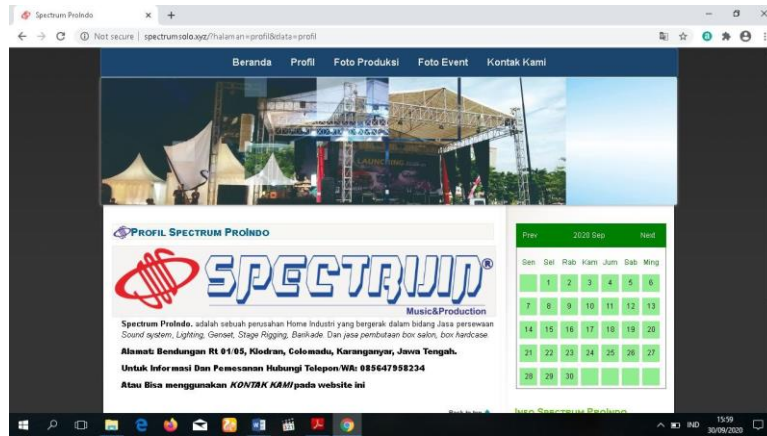 Spectrum ProIndo
Not secure | spectrumsolo.xyz/?halaman=profil&data=profil
Beranda Profil Foto Produksi Foto Event Kontak Kami
LAUNCHING
PROFIL SPECTRUM PROINDO
SPECTRUM®
Music&Production
Spectrum ProIndo. adalah sebuah perusahan Home Industri yang bergerak dalam bidang Jasa persewaan
Sound system, Lighting, Genset, Stage Rigging, Barikade. Dan jasa pembutaan box salon, box hardcase.
Alamat: Bendungan Rt 01/05, Klodran, Colomadu, Karanganyar, Jawa Tengah.
Untuk Informasi Dan Pemesanan Hubungi Telepon/WA: 085647958234
Atau Bisa menggunakan KONTAK KAMI pada website ini
Back to top
Prev 2020 Sep Next
Sen Sel Rab Kam Jum Sab Ming
1 2 3 4 5 6
7 8 9 10 11 12 13
14 15 16 17 18 19 20
21 22 23 24 25 26 27
28 29 30
INFO SPECTRUM PROINDO
IND
15:59
30/09/2020